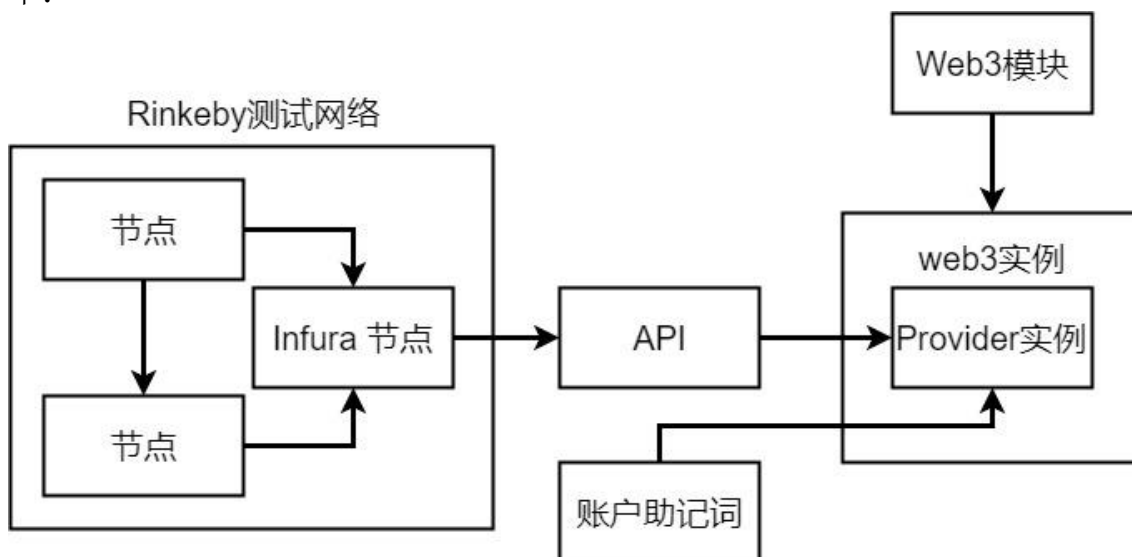 Web3模块
Rinkeby测试网络
节点
web3实例
Infura 节点
API
Provider实例
节点
账户助记词